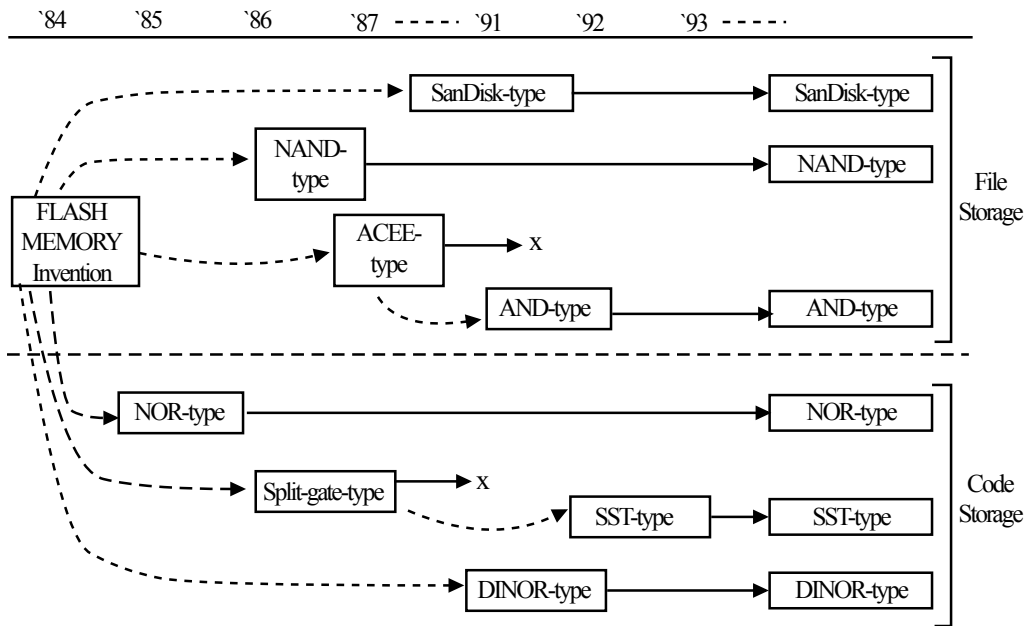 `84 `85 `86 `87 `91 `92 `93
SanDisk-type SanDisk-type
NAND-
type
NAND-type
FLASH
MEMORY
Invention
ACEE-
type
x
AND-type AND-type
File
Storage
NOR-type NOR-type
Split-gate-type x
SST-type SST-type
DINOR-type DINOR-type
Code
Storage